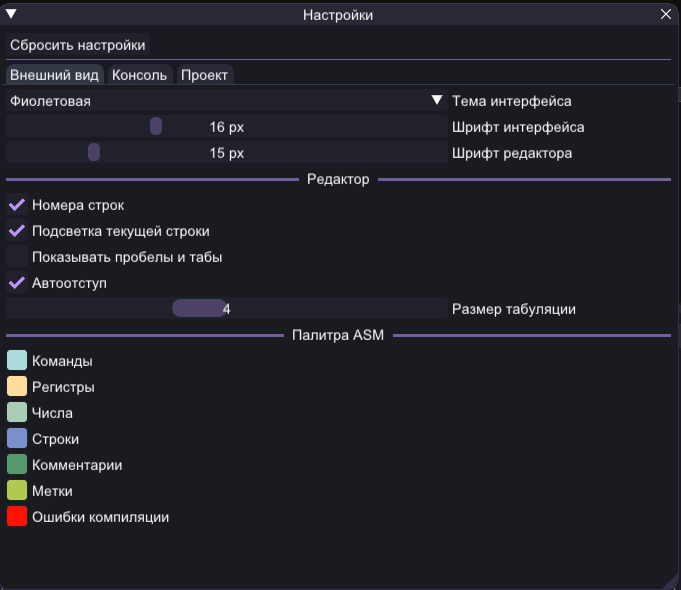 Настройки
Сбросить настройки
Внешний вид Консоль Проект
Фиолетовая Тема интерфейса
16 px Шрифт интерфейса
15 px Шрифт редактора
Редактор
Номера строк
Подсветка текущей строки
Показывать пробелы и табы
Автоотступ
4 Размер табуляции
Палитра ASM
Команды
Регистры
Числа
Строки
Комментарии
Метки
Ошибки компиляции